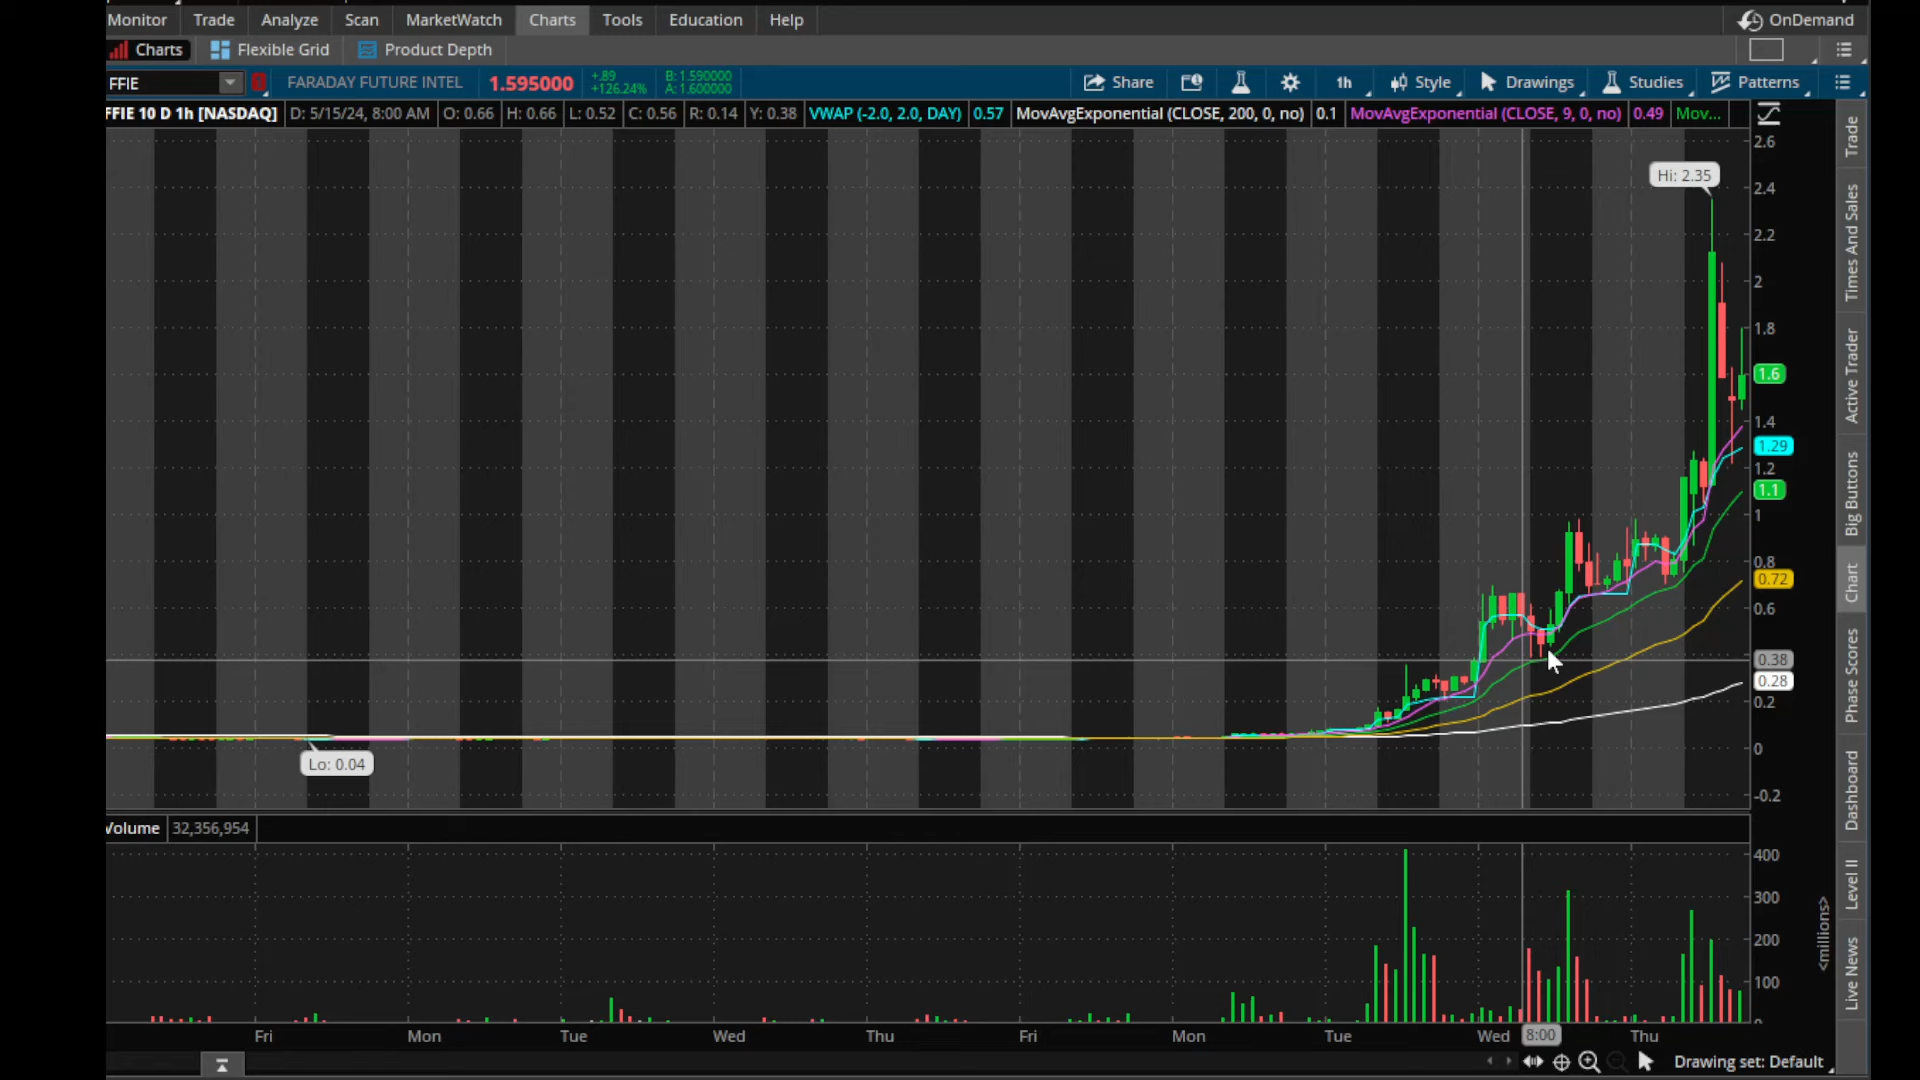 Monitor Trade Analyze Scan MarketWatch Charts Tools Education Help OnDemand
Charts Flexible Grid Product Depth
FFIE FARADAY FUTURE INTEL 1.595000 +.89 +126.24% B: 1.590000 A: 1.600000 Share 1h Style Drawings Studies Patterns
FFIE 10 D 1h [NASDAQ] D: 5/15/24, 8:00 AM O: 0.66 H: 0.66 L: 0.52 C: 0.56 R: 0.14 Y: 0.38 VWAP (-2.0, 2.0, DAY) 0.57 MovAvgExponential (CLOSE, 200, 0, no) 0.1 MovAvgExponential (CLOSE, 9, 0, no) 0.49 Mov...
2.6
Hi: 2.35
2.4
2.2
2
1.8
1.6
1.4
1.29
1.2
1.1
1
0.8
0.72
0.6
0.38
0.28
0.2
0
Lo: 0.04
-0.2
Volume 32,356,954
400
300
200
100
<millions>
Fri Mon Tue Wed Thu Fri Mon Tue Wed 8:00 Thu
Drawing set: Default
Trade
Times And Sales
Active Trader
Big Buttons
Chart
Phase Scores
Dashboard
Level II
Live News